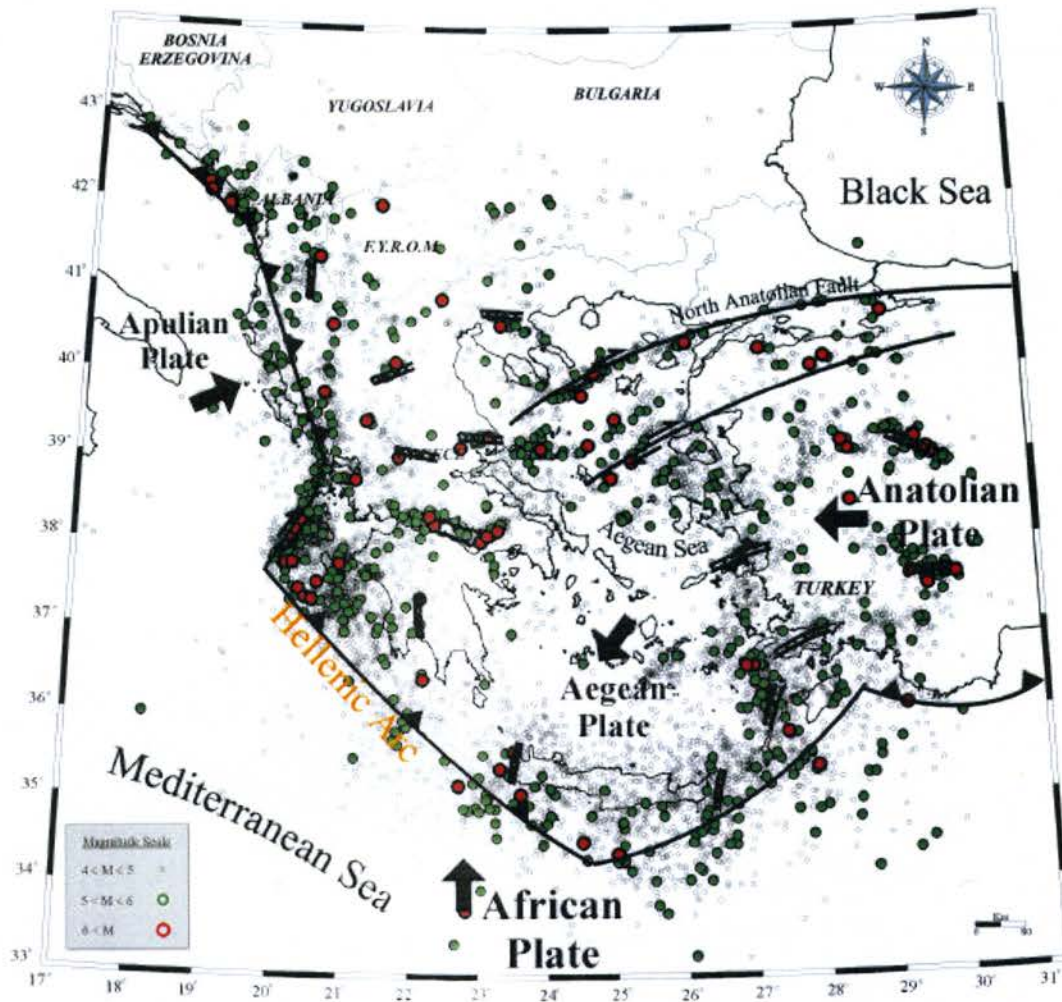 BOSNIA
ERZEGOVINA
YUGOSLAVIA
BULGARIA
N
W
E
S
43°
42°
41°
40°
39°
38°
37°
36°
35°
34°
33°
ALBANIA
F.Y.R.O.M
Black Sea
North Anatolian Fault
Apulian
Plate
Anatolian
Plate
Aegean Sea
TURKEY
Hellenic Arc
Aegean
Plate
Mediterranean Sea
African
Plate
Magnitude Scale
4 < M < 5
5 < M < 6
6 < M
Km
0
17°
19°
20°
21°
22
23
24°
25
26°
27°
28°
29
30°
31°